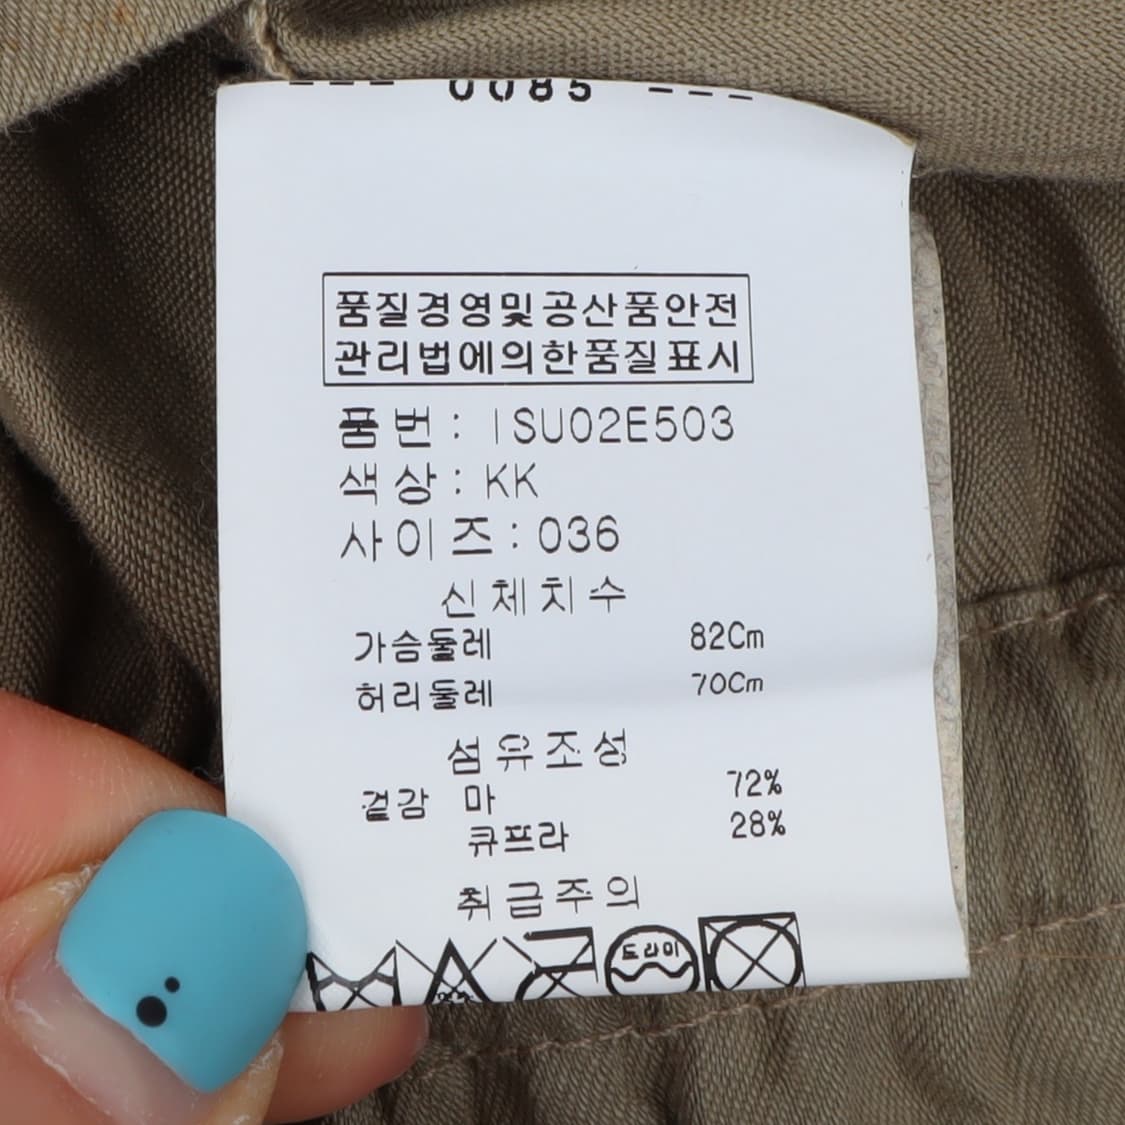 --- 0085 ---
품질경영및공산품안전
관리법에의한품질표시
품번: ISU02E503
색상: KK
사이즈: 036
신체치수
가슴둘레 82Cm
허리둘레 70Cm
섬유조성
겉감 마 72%
큐프라 28%
취급주의
드라이